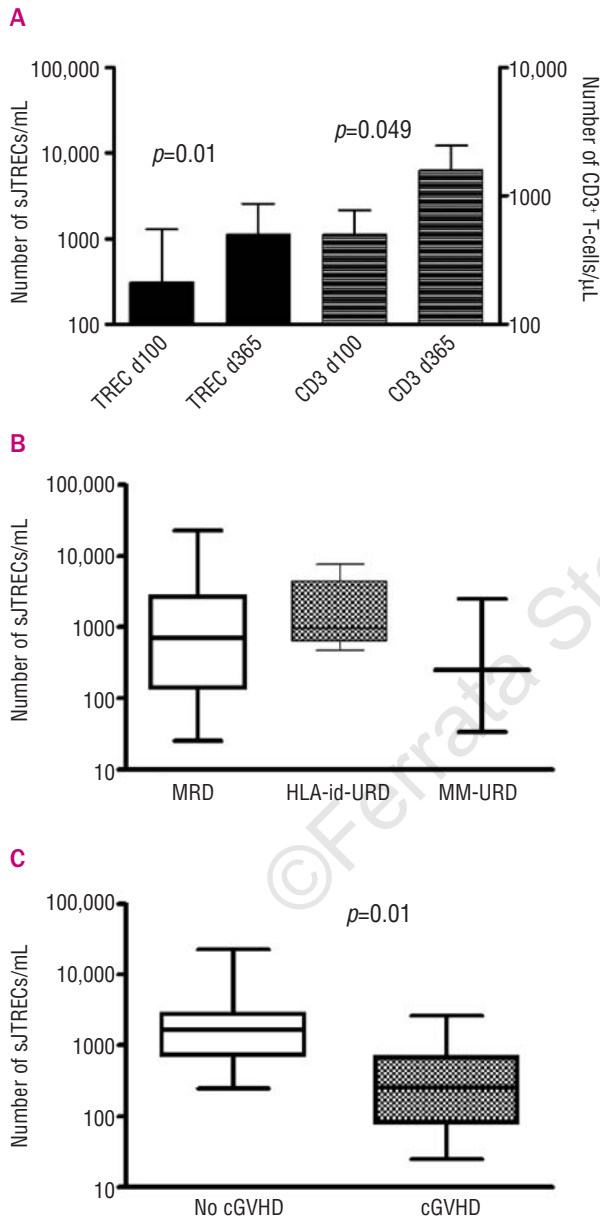 A
Number of sJTRECs/mL
100,000
10,000
1000
100
p=0.01
p=0.049
10,000
1000
100
Number of CD3+ T-cells/µL
TREC d100
TREC d365
CD3 d100
CD3 d365
B
Number of sJTRECs/mL
100,000
10,000
1000
100
10
MRD
HLA-id-URD
MM-URD
©Ferrata
C
Number of sJTRECs/mL
100,000
10,000
1000
100
10
p=0.01
No cGVHD
cGVHD